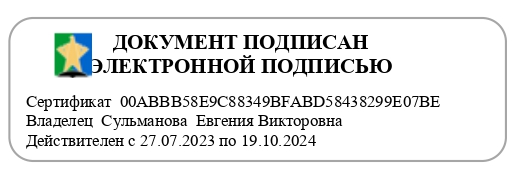 ДОКУМЕНТ ПОДПИСАН
ЭЛЕКТРОННОЙ ПОДПИСЬЮ
Сертификат 00ABBB58E9C88349BFABD58438299E07BE
Владелец Сульманова Евгения Викторовна
Действителен с 27.07.2023 по 19.10.2024